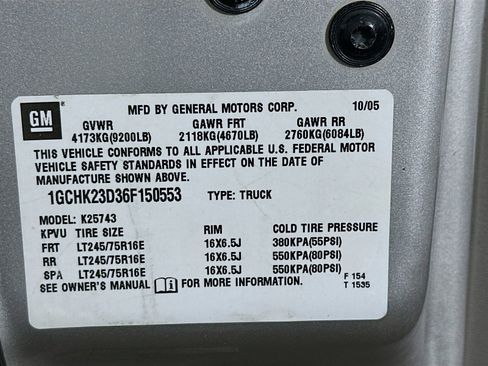 GM
MFD BY GENERAL MOTORS CORP. 10/05
GVWR GAWR FRT GAWR RR
4173KG(9200LB) 2118KG(4670LB) 2760KG(6084LB)
THIS VEHICLE CONFORMS TO ALL APPLICABLE U.S. FEDERAL MOTOR
VEHICLE SAFETY STANDARDS IN EFFECT ON THE DATE OF
MANUFACTURE SHOWN ABOVE.
1GCHK23D36F150553 TYPE: TRUCK
MODEL: K25743
KPVU TIRE SIZE RIM COLD TIRE PRESSURE
FRT LT245/75R16E 16X6.5J 380KPA(55PSI)
RR LT245/75R16E 16X6.5J 550KPA(80PSI)
SPA LT245/75R16E 16X6.5J 550KPA(80PSI)
SEE OWNER'S MANUAL FOR MORE INFORMATION.
F 154
T 1535